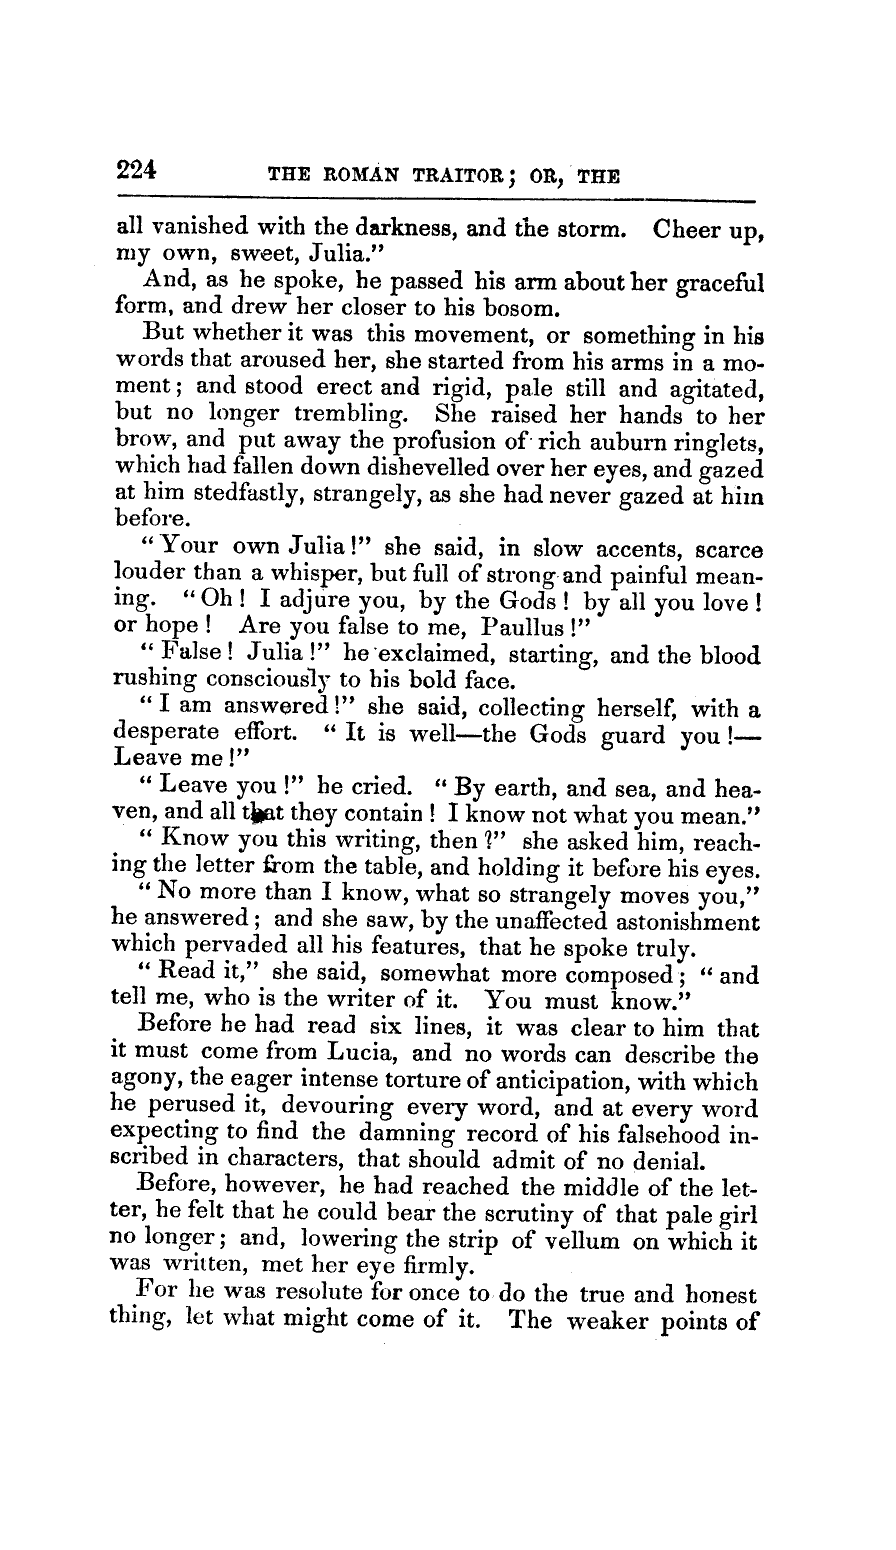 224 THE ROMAN TRAITOR; OR, THE
all vanished with the darkness, and the storm. Cheer up,
my own, sweet, Julia."
And, as he spoke, he passed his arm about her graceful
form, and drew her closer to his bosom.
But whether it was this movement, or something in his
words that aroused her, she started from his arms in a mo-
ment; and stood erect and rigid, pale still and agitated,
but no longer trembling. She raised her hands to her
brow, and put away the profusion of rich auburn ringlets,
which had fallen down dishevelled over her eyes, and gazed
at him stedfastly, strangely, as she had never gazed at him
before.
"Your own Julia!" she said, in slow accents, scarce
louder than a whisper, but full of strong and painful mean-
ing. "Oh! I adjure you, by the Gods! by all you love!
or hope! Are you false to me, Paullus!"
"False! Julia!" he exclaimed, starting, and the blood
rushing consciously to his bold face.
"I am answered!" she said, collecting herself, with a
desperate effort. "It is well—the Gods guard you!—
Leave me!"
"Leave you!" he cried. "By earth, and sea, and hea-
ven, and all that they contain! I know not what you mean."
"Know you this writing, then?" she asked him, reach-
ing the letter from the table, and holding it before his eyes.
"No more than I know, what so strangely moves you,"
he answered; and she saw, by the unaffected astonishment
which pervaded all his features, that he spoke truly.
"Read it," she said, somewhat more composed; "and
tell me, who is the writer of it. You must know."
Before he had read six lines, it was clear to him that
it must come from Lucia, and no words can describe the
agony, the eager intense torture of anticipation, with which
he perused it, devouring every word, and at every word
expecting to find the damning record of his falsehood in-
scribed in characters, that should admit of no denial.
Before, however, he had reached the middle of the let-
ter, he felt that he could bear the scrutiny of that pale girl
no longer; and, lowering the strip of vellum on which it
was written, met her eye firmly.
For he was resolute for once to do the true and honest
thing, let what might come of it. The weaker points of